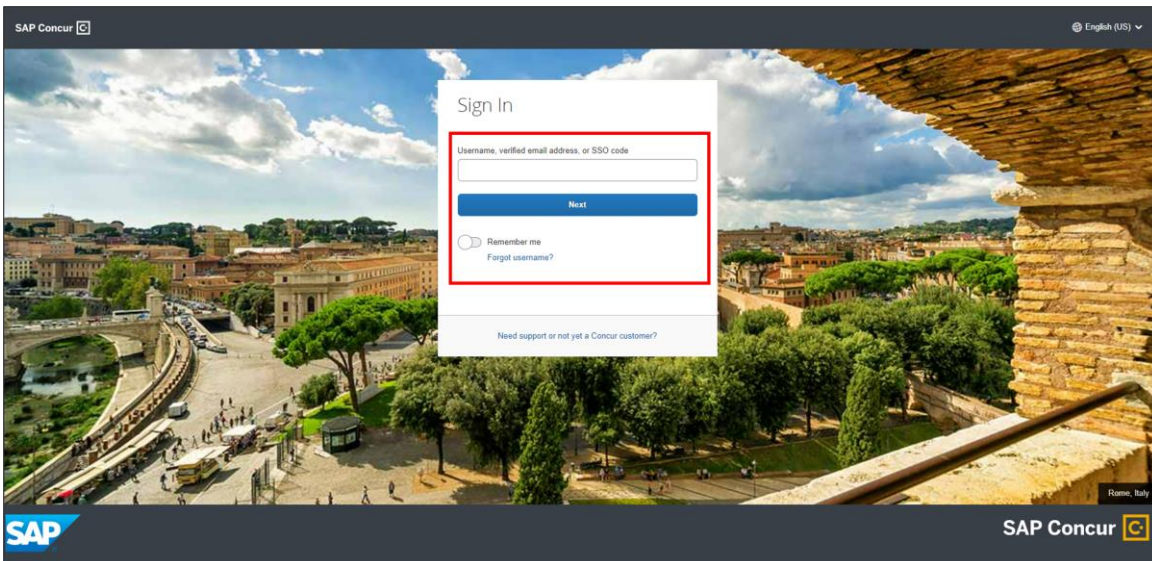 SAP Concur C
English (US)
Sign In
Username, verified email address, or SSO code
Next
Remember me
Forgot username?
Need support or not yet a Concur customer?
Rome, Italy
SAP
SAP Concur C